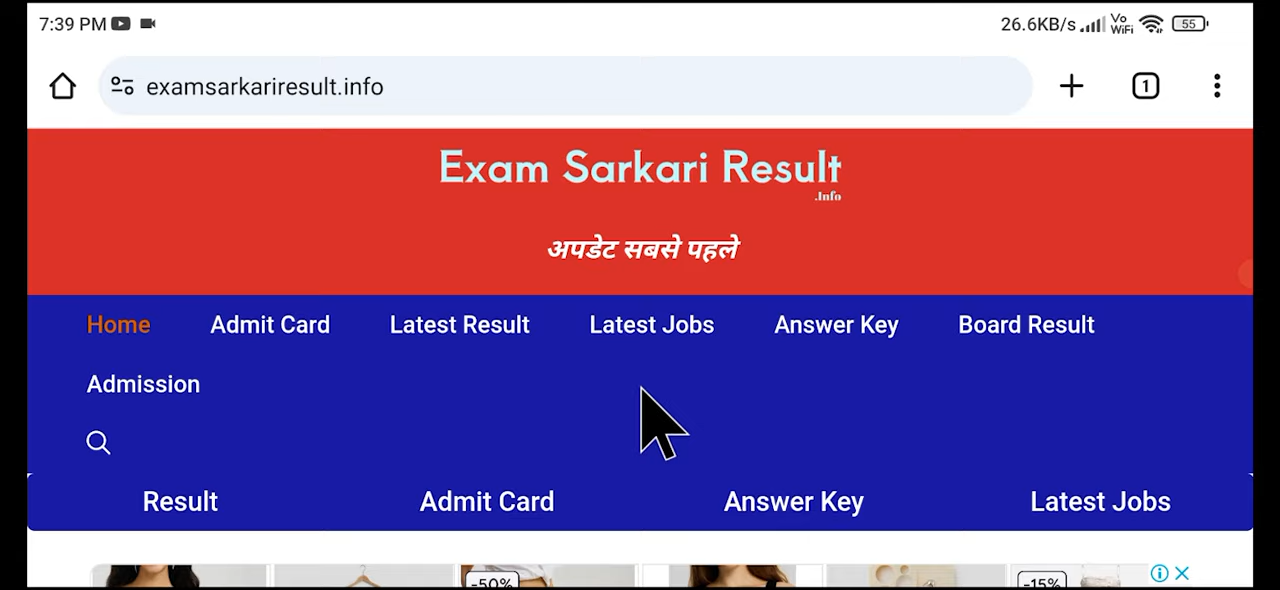 7:39 PM 26.6KB/s Vo WiFi 55
examsarkariresult.info 1
Exam Sarkari Result
.Info
अपडेट सबसे पहले
Home Admit Card Latest Result Latest Jobs Answer Key Board Result
Admission
Result Admit Card Answer Key Latest Jobs
-50% -15%